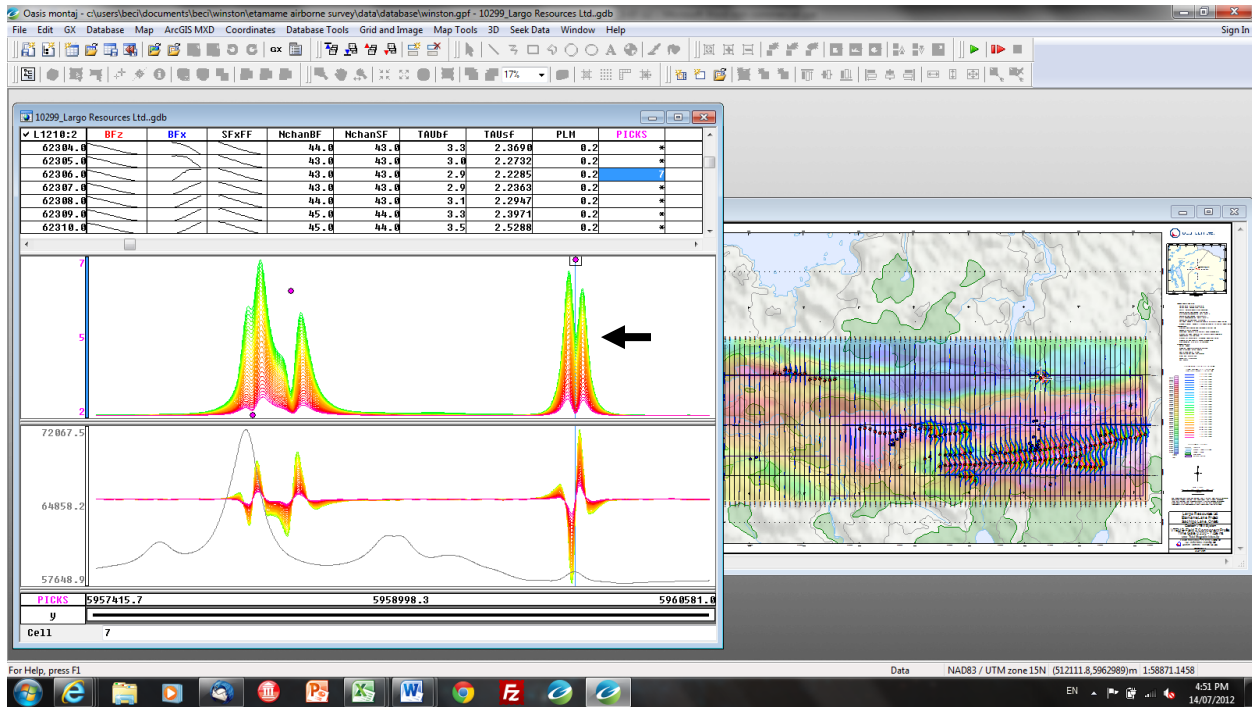 Oasis montaj - c:\users\beci\documents\beci\winston\etamame airborne survey\data\database\winston.gpf - 10299_Largo Resources Ltd..gdb
File Edit GX Database Map ArcGIS MXD Coordinates Database Tools Grid and Image Map Tools 3D Seek Data Window Help Sign In
GX
17%
10299_Largo Resources Ltd..gdb
L1210:2 BFz BFx SFxFF NchanBF NchanSF TAUbf TAUsf PLM PICKS
62304.0 44.0 43.0 3.3 2.3690 0.2 *
62305.0 43.0 43.0 3.0 2.2732 0.2 *
62306.0 43.0 43.0 2.9 2.2285 0.2 7
62307.0 43.0 43.0 2.9 2.2363 0.2 *
62308.0 44.0 43.0 3.1 2.2947 0.2 *
62309.0 45.0 44.0 3.3 2.3971 0.2 *
62310.0 45.0 44.0 3.5 2.5288 0.2 *
7
5
2
72067.5
64858.2
57648.9
PICKS 5957415.7 5958998.3 5960581.0
y
Cell 7
For Help, press F1 Data NAD83 / UTM zone 15N (512111.8,5962989)m 1:58871.1458
EN 4:51 PM
14/07/2012